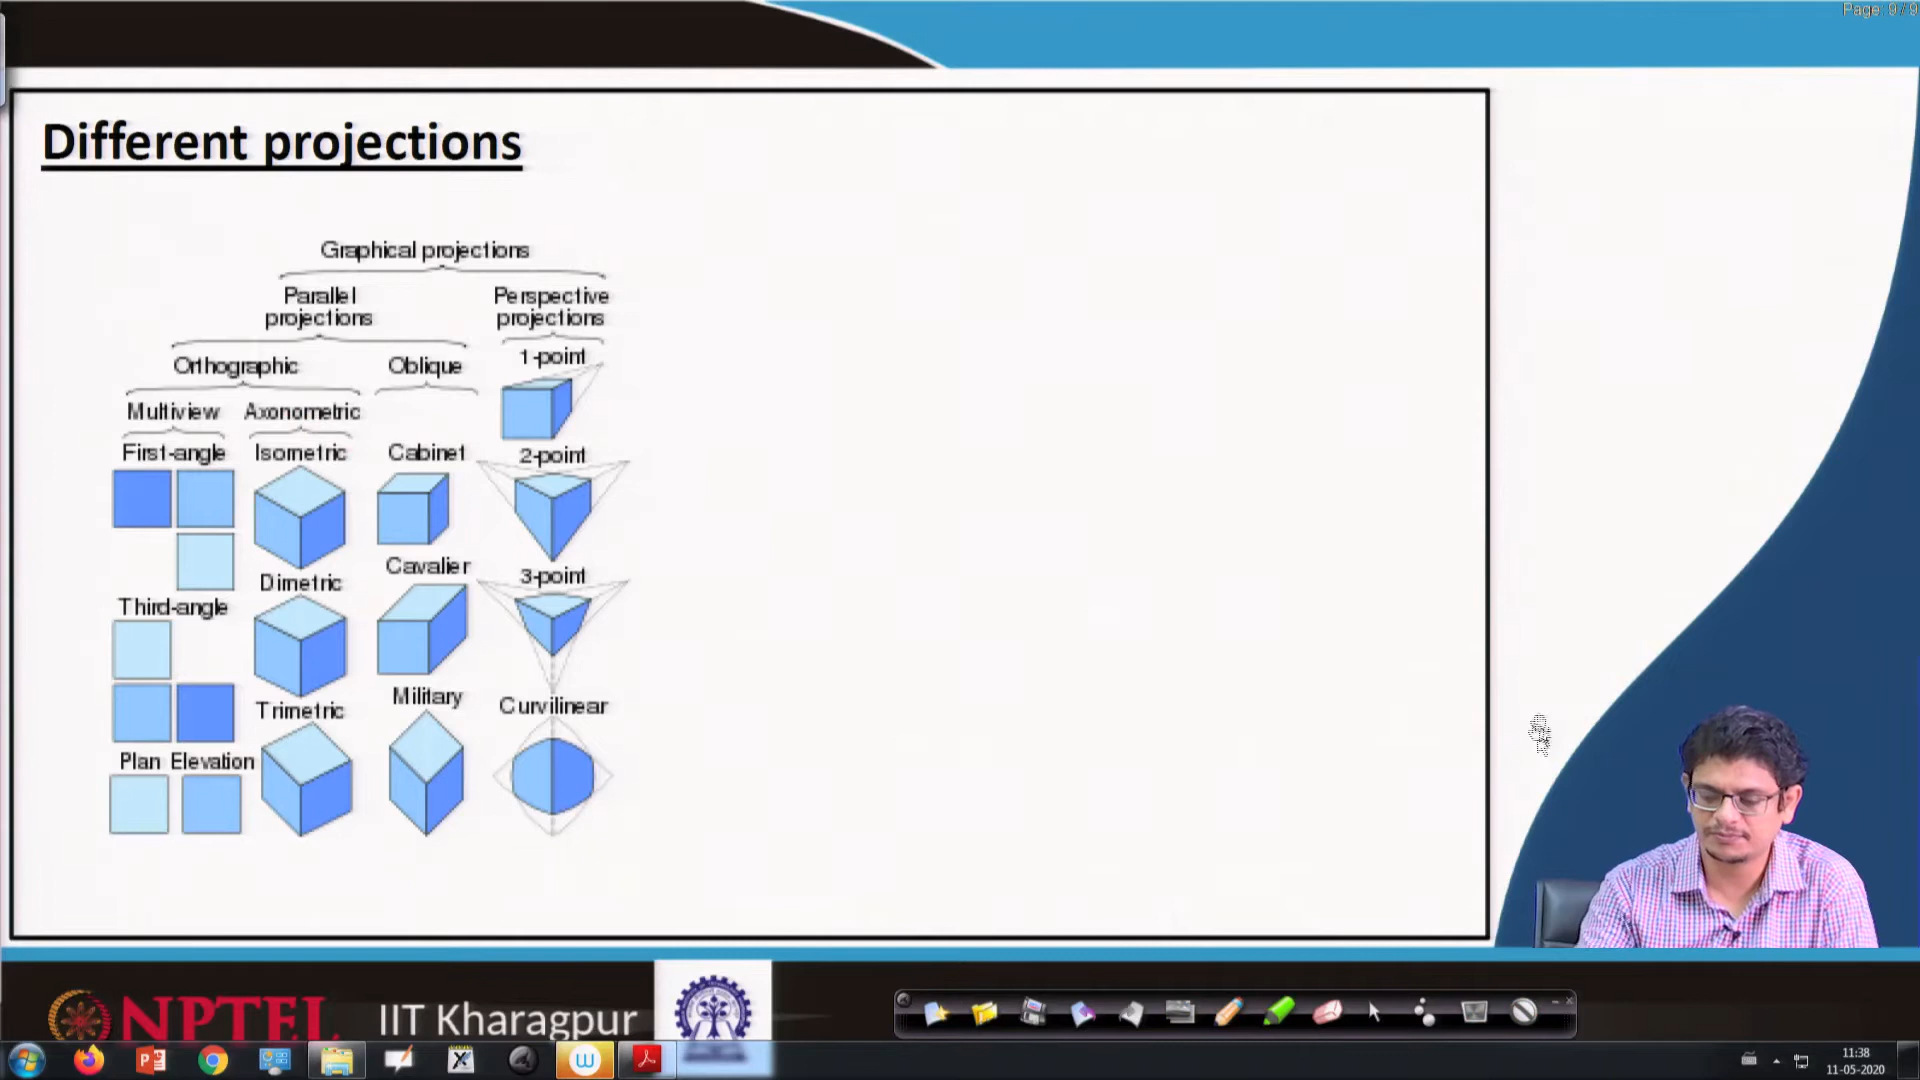 Page: 9 / 9
Different projections
Graphical projections
Parallel
projections
Perspective
projections
Orthographic
Oblique
1-point
Multiview
Axonometric
First-angle
Isometric
Cabinet
2-point
Cavalier
3-point
Dimetric
Third-angle
Military
Curvilinear
Trimetric
Plan
Elevation
NPTEL
IIT Kharagpur
11:38
11-05-2020